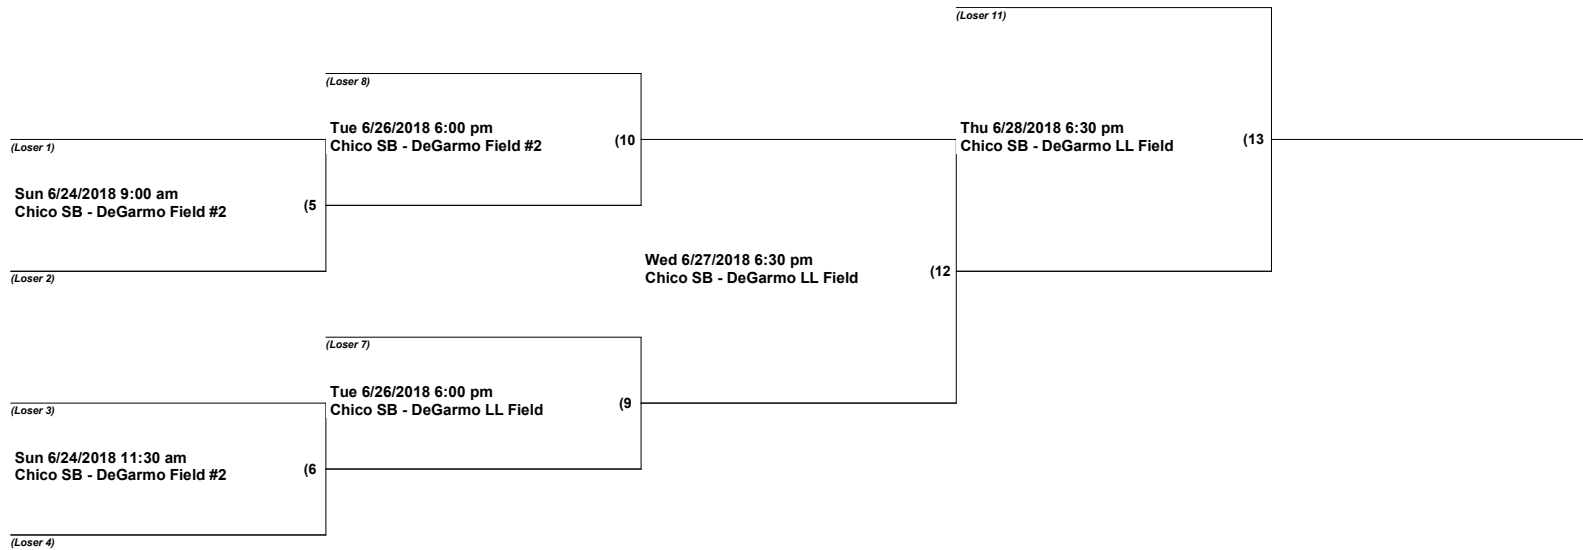 (Loser 11)
(Loser 8)
Tue 6/26/2018 6:00 pm
Chico SB - DeGarmo Field #2
(10
Thu 6/28/2018 6:30 pm
Chico SB - DeGarmo LL Field
(13
(Loser 1)
Sun 6/24/2018 9:00 am
Chico SB - DeGarmo Field #2
(5
(Loser 2)
Wed 6/27/2018 6:30 pm
Chico SB - DeGarmo LL Field
(12
(Loser 7)
Tue 6/26/2018 6:00 pm
Chico SB - DeGarmo LL Field
(9
(Loser 3)
Sun 6/24/2018 11:30 am
Chico SB - DeGarmo Field #2
(6
(Loser 4)